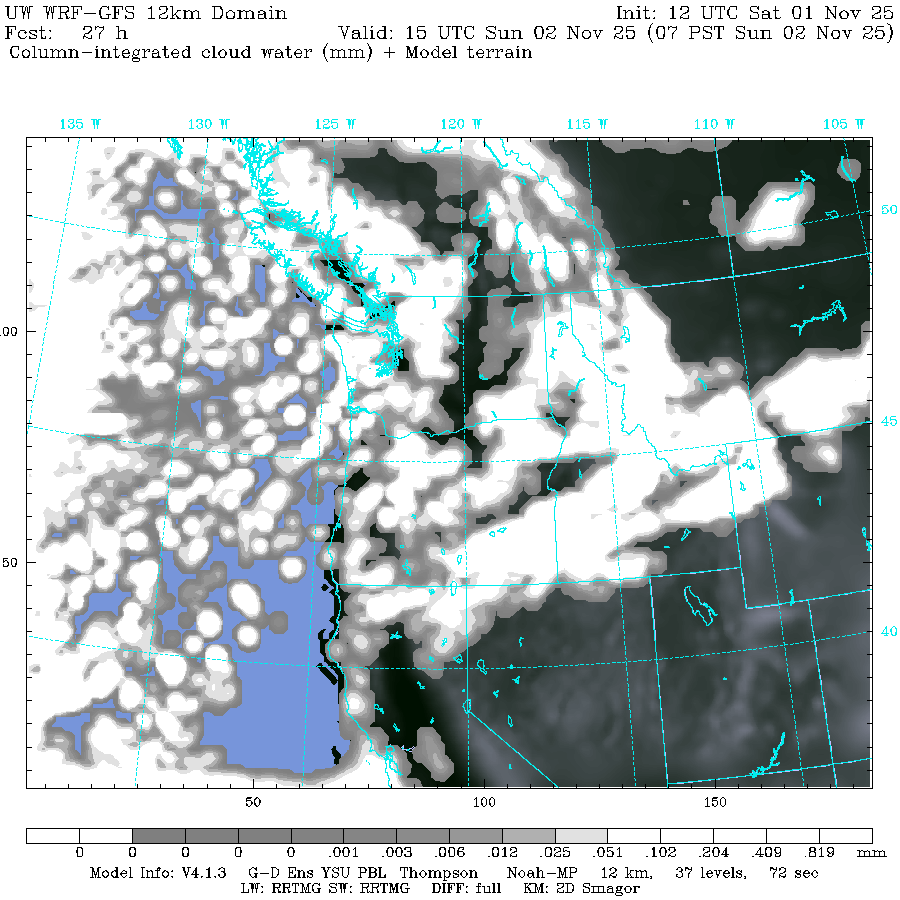 UW WRF-GFS 12km Domain Init: 12 UTC Sat 01 Nov 25
Fcst: 27 h Valid: 15 UTC Sun 02 Nov 25 (07 PST Sun 02 Nov 25)
Column-integrated cloud water (mm) + Model terrain
135 W 130 W 125 W 120 W 115 W 110 W 105 W
50
00
45
50
40
50 100 150
0 0 0 0 0 .001 .003 .006 .012 .025 .051 .102 .204 .409 .819 mm
Model Info: V4.1.3 G-D Ens YSU PBL Thompson Noah-MP 12 km, 37 levels, 72 sec
LW: RRTMG SW: RRTMG DIFF: full KM: 2D Smagor